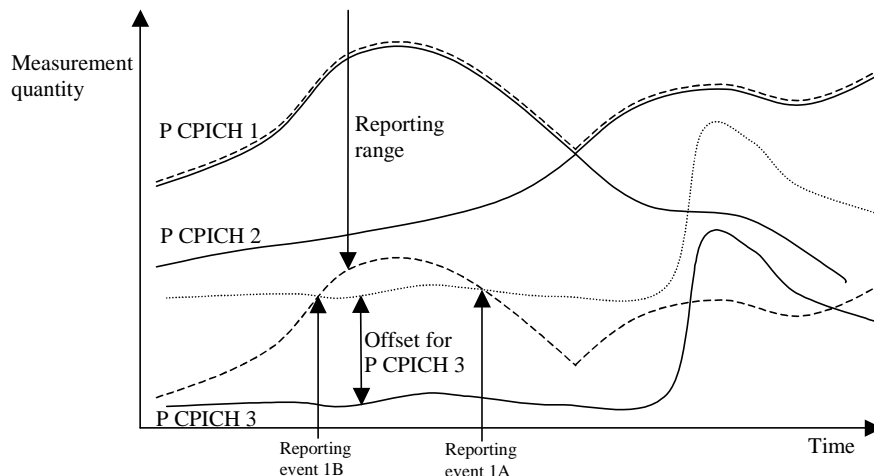 Measurement
quantity
P CPICH 1
Reporting
range
P CPICH 2
Offset for
P CPICH 3
P CPICH 3
Reporting
event 1B
Reporting
event 1A
Time